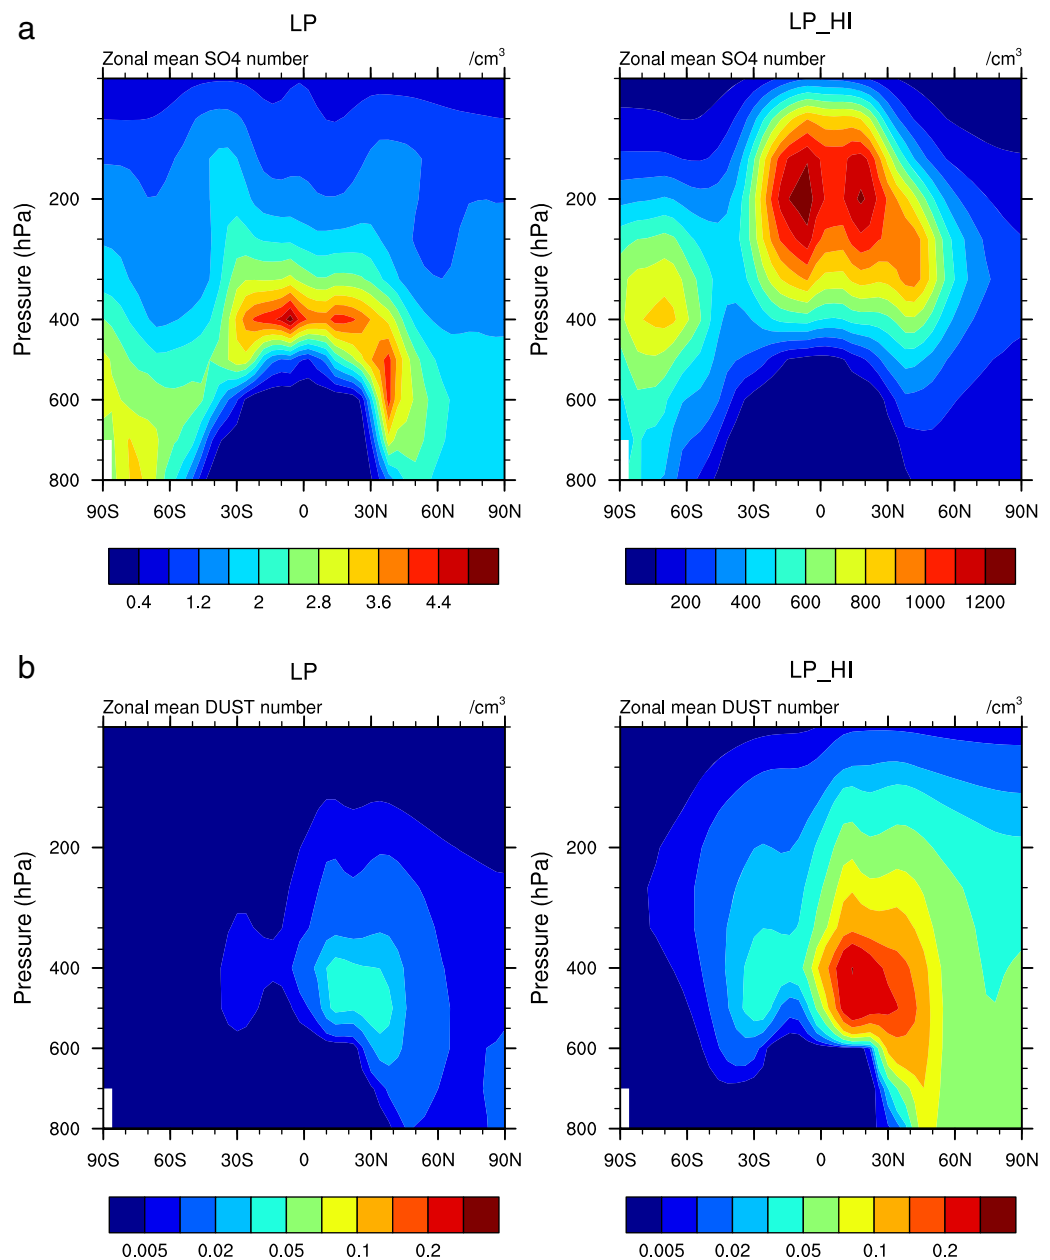 a
LP
LP_HI
Zonal mean SO4 number /cm³
Zonal mean SO4 number /cm³
Pressure (hPa)
200
400
600
800
90S 60S 30S 0 30N 60N 90N
Pressure (hPa)
200
400
600
800
90S 60S 30S 0 30N 60N 90N
0.4 1.2 2 2.8 3.6 4.4
200 400 600 800 1000 1200
b
LP
LP_HI
Zonal mean DUST number /cm³
Zonal mean DUST number /cm³
Pressure (hPa)
200
400
600
800
90S 60S 30S 0 30N 60N 90N
Pressure (hPa)
200
400
600
800
90S 60S 30S 0 30N 60N 90N
0.005 0.02 0.05 0.1 0.2
0.005 0.02 0.05 0.1 0.2